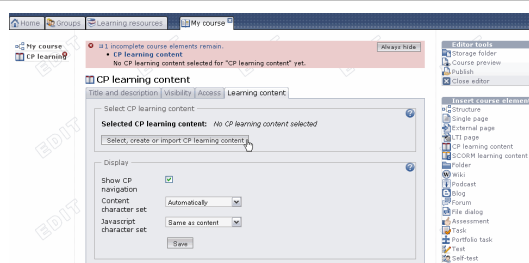 Home
Groups
Learning resources
My course
My course
CP learning
1 incomplete course elements remain.
CP learning content
No CP learning content selected for "CP learning content" yet.
Always hide
CP learning content
Title and description
Visibility
Access
Learning content
Select CP learning content
Selected CP learning content: No CP learning content selected
Select, create or import CP learning content
Display
Show CP
navigation
Content
character set
Automatically
Javascript
character set
Same as content
Save
Editor tools
Storage folder
Course preview
Publish
Close editor
Insert course element
Structure
Single page
External page
LTI page
CP learning content
SCORM learning content
Folder
Wiki
Podcast
Blog
Forum
File dialog
Assessment
Task
Portfolio task
Test
Self-test
EDIT
EDIT
EDIT
EDIT